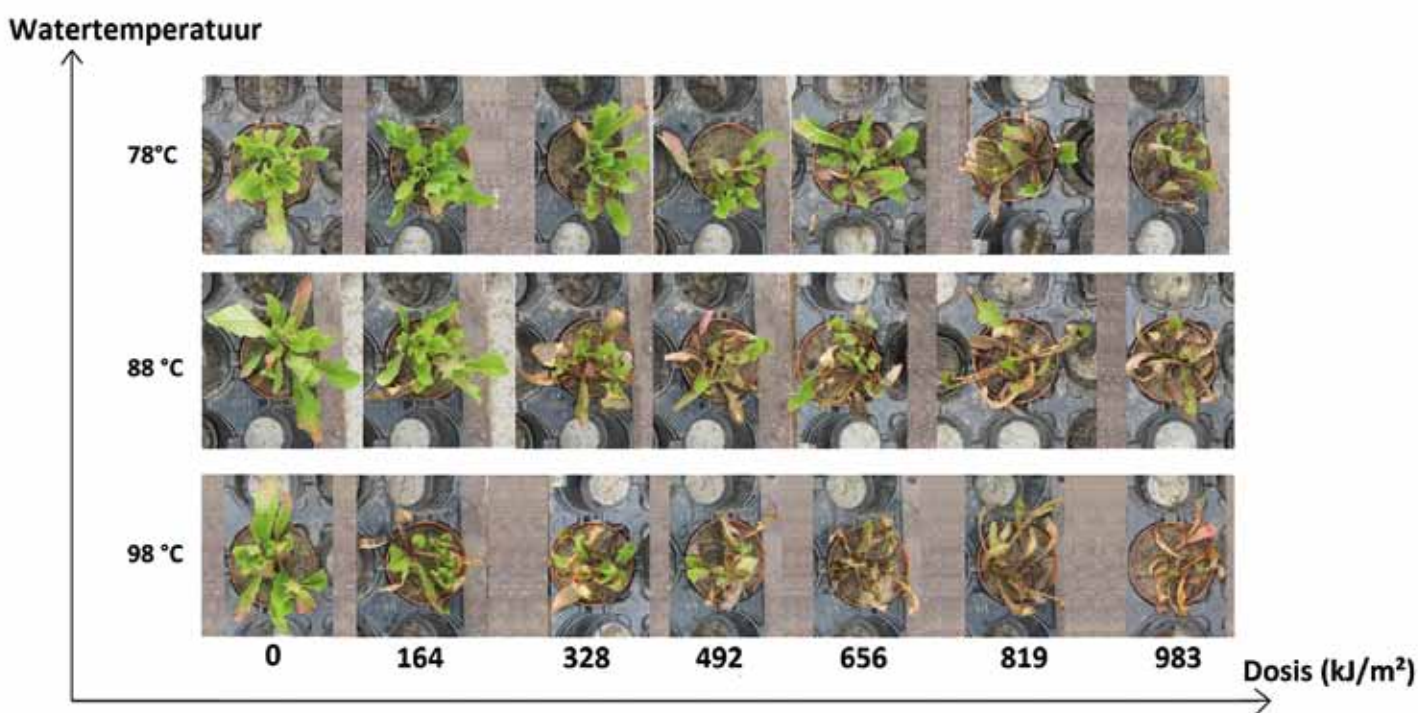 Watertemperatuur
78°C
88 °C
98 °C
0 164 328 492 656 819 983
Dosis (kJ/m²)